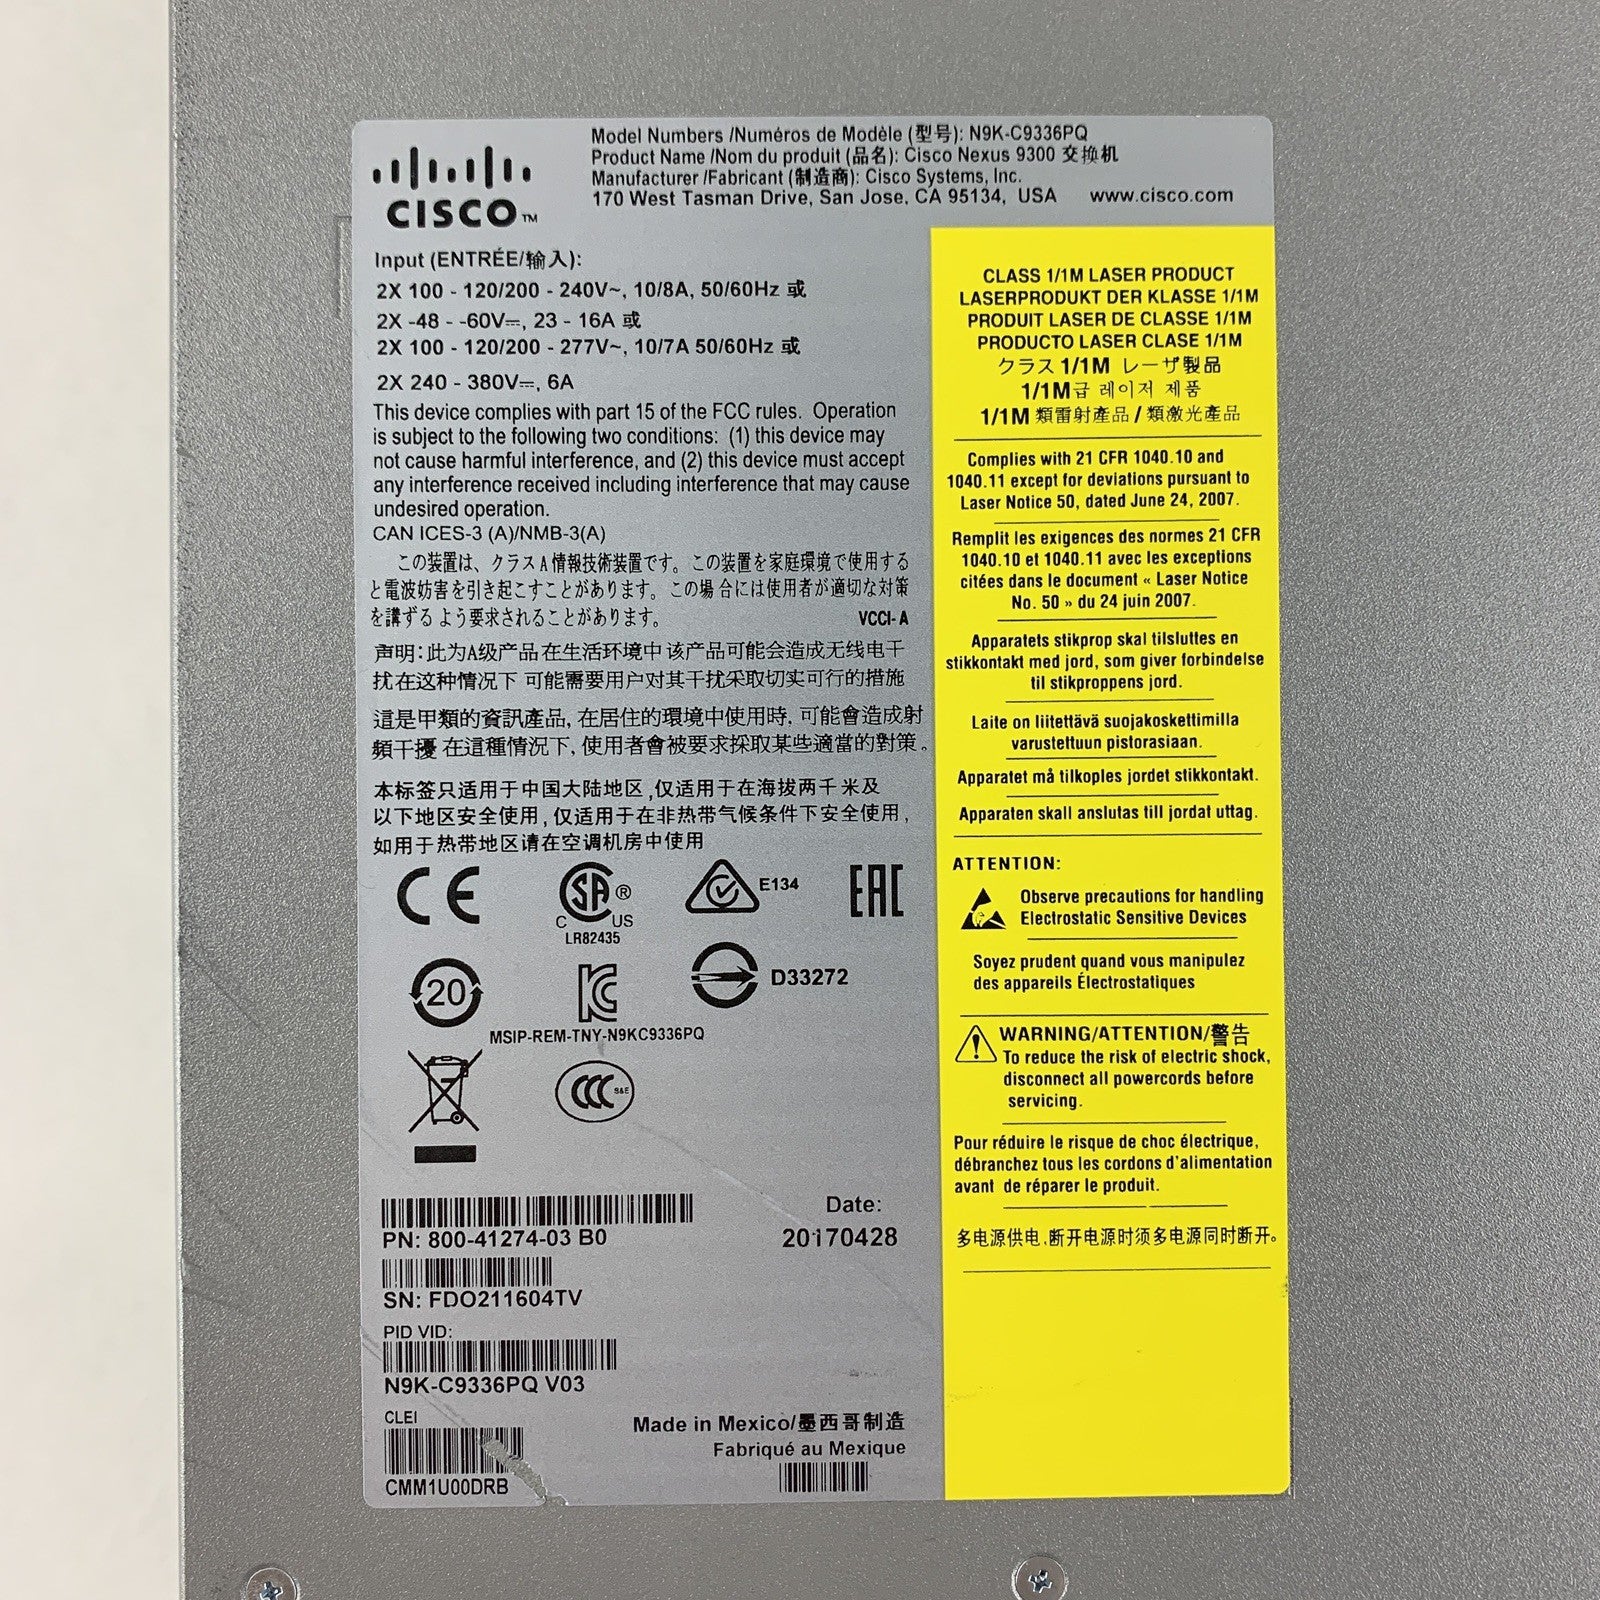 CISCO™
Model Numbers /Numéros de Modèle (型号): N9K-C9336PQ
Product Name /Nom du produit (品名): Cisco Nexus 9300 交换机
Manufacturer /Fabricant (制造商): Cisco Systems, Inc.
170 West Tasman Drive, San Jose, CA 95134, USA www.cisco.com
Input (ENTRÉE/输入):
2X 100 - 120/200 - 240V~, 10/8A, 50/60Hz 或
2X -48 - -60V⎓, 23 - 16A 或
2X 100 - 120/200 - 277V~, 10/7A 50/60Hz 或
2X 240 - 380V⎓, 6A
This device complies with part 15 of the FCC rules. Operation
is subject to the following two conditions: (1) this device may
not cause harmful interference, and (2) this device must accept
any interference received including interference that may cause
undesired operation.
CAN ICES-3 (A)/NMB-3(A)
この装置は、クラスA情報技術装置です。この装置を家庭環境で使用する
と電波妨害を引き起こすことがあります。この場合には使用者が適切な対策
を講ずるよう要求されることがあります。 VCCI-A
声明:此为A级产品在生活环境中该产品可能会造成无线电干
扰在这种情况下可能需要用户对其干扰采取切实可行的措施
這是甲類的資訊產品,在居住的環境中使用時,可能會造成射
頻干擾在這種情況下,使用者會被要求採取某些適當的對策。
本标签只适用于中国大陆地区,仅适用于在海拔两千米及
以下地区安全使用,仅适用于在非热带气候条件下安全使用,
如用于热带地区请在空调机房中使用
CE
SA ®
C US
LR82435
E134
EAC
20
KC
D33272
MSIP-REM-TNY-N9KC9336PQ
CCC S&E
PN: 800-41274-03 B0
Date:
20170428
SN: FDO211604TV
PID VID:
N9K-C9336PQ V03
CLEI
CMM1U00DRB
Made in Mexico/墨西哥制造
Fabriqué au Mexique
CLASS 1/1M LASER PRODUCT
LASERPRODUKT DER KLASSE 1/1M
PRODUIT LASER DE CLASSE 1/1M
PRODUCTO LASER CLASE 1/1M
クラス 1/1M レーザ製品
1/1M급 레이저 제품
1/1M 類雷射產品 / 類激光產品
Complies with 21 CFR 1040.10 and
1040.11 except for deviations pursuant to
Laser Notice 50, dated June 24, 2007.
Remplit les exigences des normes 21 CFR
1040.10 et 1040.11 avec les exceptions
citées dans le document « Laser Notice
No. 50 » du 24 juin 2007.
Apparatets stikprop skal tilsluttes en
stikkontakt med jord, som giver forbindelse
til stikproppens jord.
Laite on liitettävä suojakoskettimilla
varustettuun pistorasiaan.
Apparatet må tilkoples jordet stikkontakt.
Apparaten skall anslutas till jordat uttag.
ATTENTION:
Observe precautions for handling
Electrostatic Sensitive Devices
Soyez prudent quand vous manipulez
des appareils Électrostatiques
WARNING/ATTENTION/警告
To reduce the risk of electric shock,
disconnect all powercords before
servicing.
Pour réduire le risque de choc électrique,
débranchez tous les cordons d'alimentation
avant de réparer le produit.
多电源供电,断开电源时须多电源同时断开。